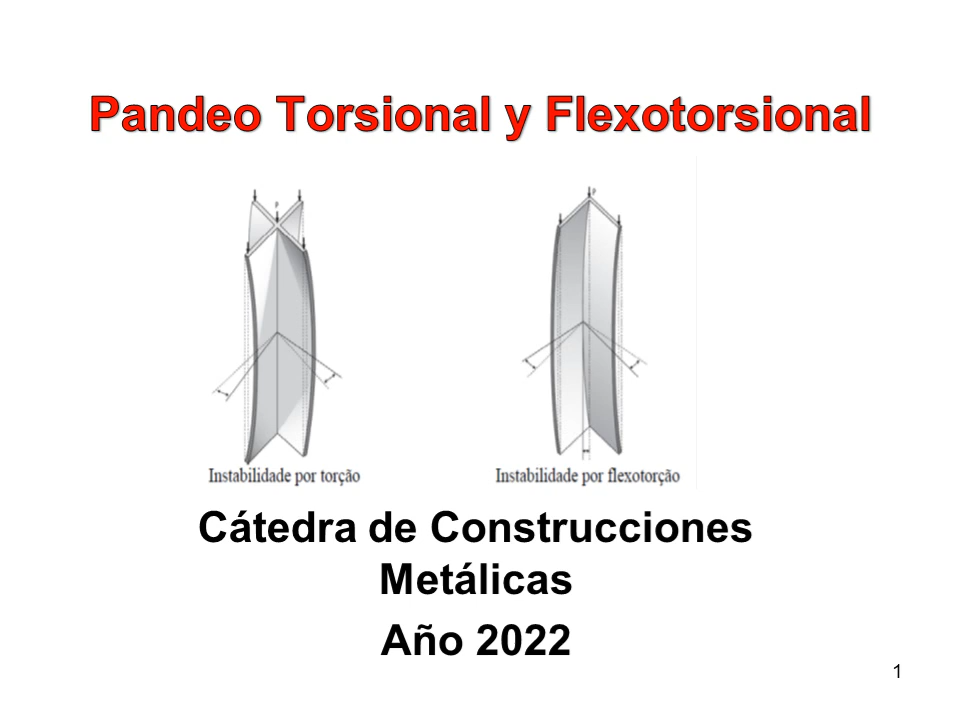 Pandeo Torsional y Flexotorsional
P
P
Instabilidade por torção
Instabilidade por flexotorção
Cátedra de Construcciones
Metálicas
Año 2022
1